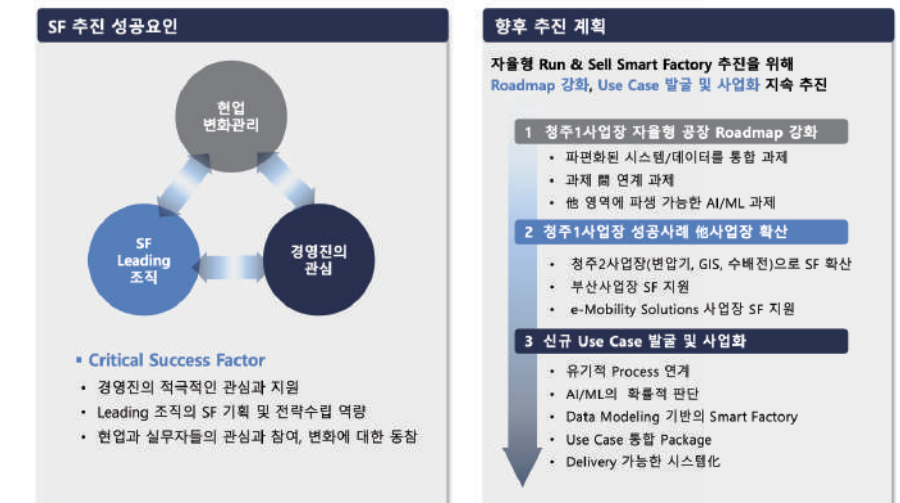 SF 추진 성공요인
현업
변화관리
SF
Leading
조직
경영진의
관심
▪ Critical Success Factor
• 경영진의 적극적인 관심과 지원
• Leading 조직의 SF 기획 및 전략수립 역량
• 현업과 실무자들의 관심과 참여, 변화에 대한 동참
향후 추진 계획
자율형 Run & Sell Smart Factory 추진을 위해
Roadmap 강화, Use Case 발굴 및 사업화 지속 추진
1 청주1사업장 자율형 공장 Roadmap 강화
• 파편화된 시스템/데이터를 통합 과제
• 과제 間 연계 과제
• 他 영역에 파생 가능한 AI/ML 과제
2 청주1사업장 성공사례 他사업장 확산
• 청주2사업장(변압기, GIS, 수배전)으로 SF 확산
• 부산사업장 SF 지원
• e-Mobility Solutions 사업장 SF 지원
3 신규 Use Case 발굴 및 사업화
• 유기적 Process 연계
• AI/ML의 확률적 판단
• Data Modeling 기반의 Smart Factory
• Use Case 통합 Package
• Delivery 가능한 시스템化